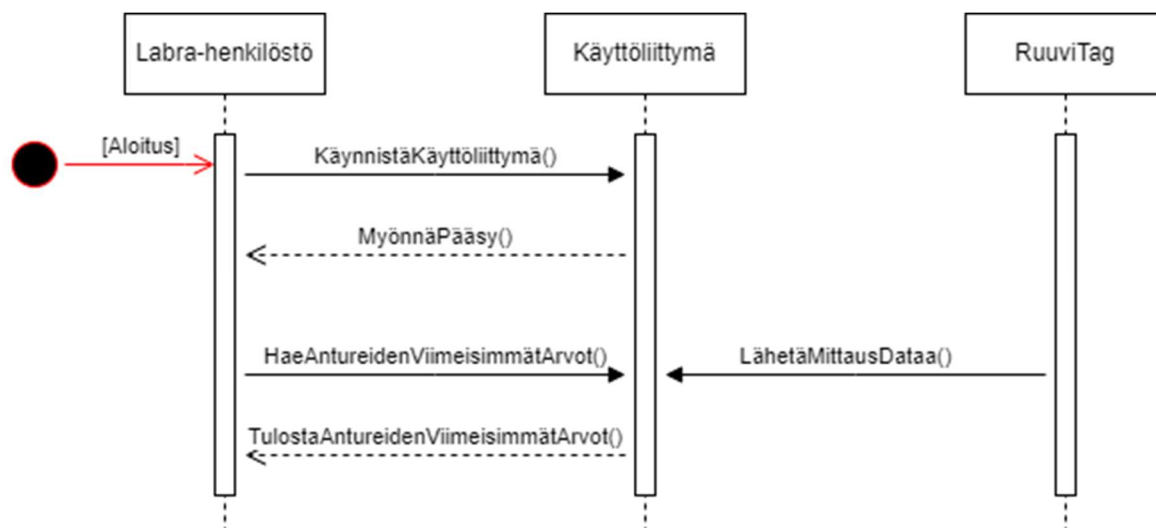 Labra-henkilöstö
Käyttöliittymä
RuuviTag
[Aloitus]
KäynnistäKäyttöliittymä()
MyönnäPääsy()
HaeAntureidenViimeisimmätArvot()
LähetäMittausDataa()
TulostaAntureidenViimeisimmätArvot()